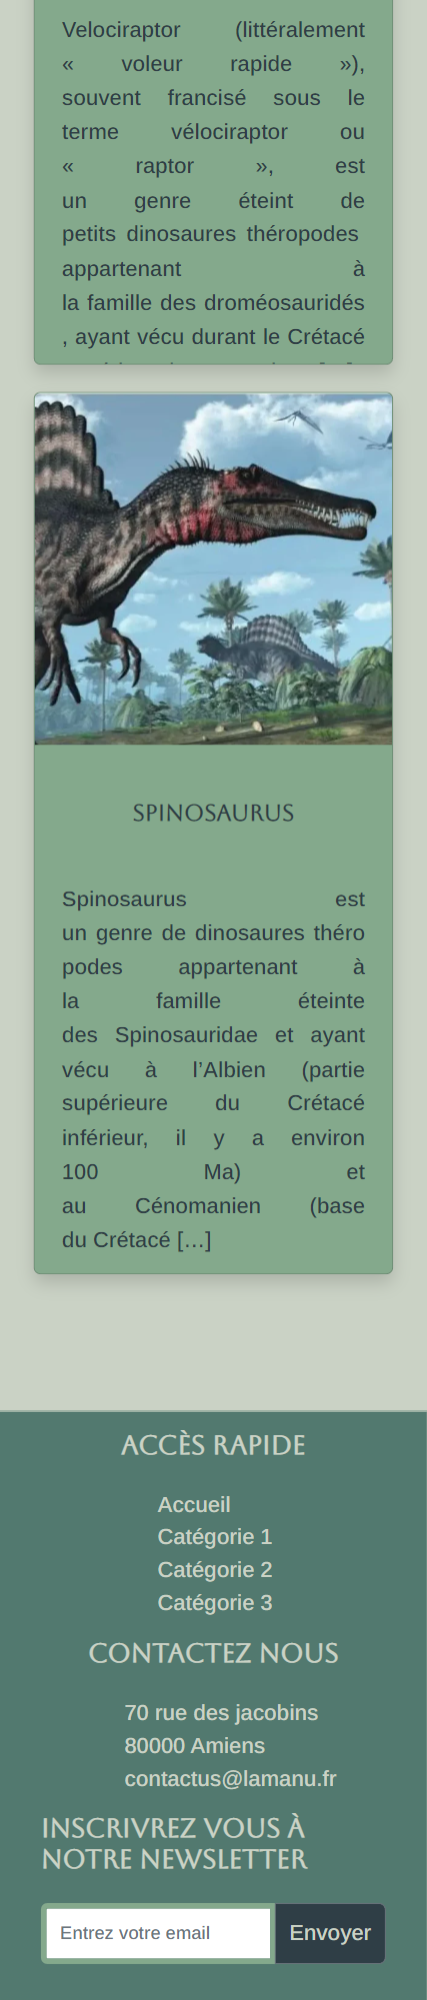 Velociraptor (littéralement
« voleur rapide »),
souvent francisé sous le
terme vélociraptor ou
« raptor », est
un genre éteint de
petits dinosaures théropodes
appartenant à
la famille des droméosauridés
, ayant vécu durant le Crétacé
SPINOSAURUS
Spinosaurus est
un genre de dinosaures théro
podes appartenant à
la famille éteinte
des Spinosauridae et ayant
vécu à l’Albien (partie
supérieure du Crétacé
inférieur, il y a environ
100 Ma) et
au Cénomanien (base
du Crétacé […]
ACCÈS RAPIDE
Accueil
Catégorie 1
Catégorie 2
Catégorie 3
CONTACTEZ NOUS
70 rue des jacobins
80000 Amiens
contactus@lamanu.fr
INSCRIVREZ VOUS À
NOTRE NEWSLETTER
Entrez votre email
Envoyer